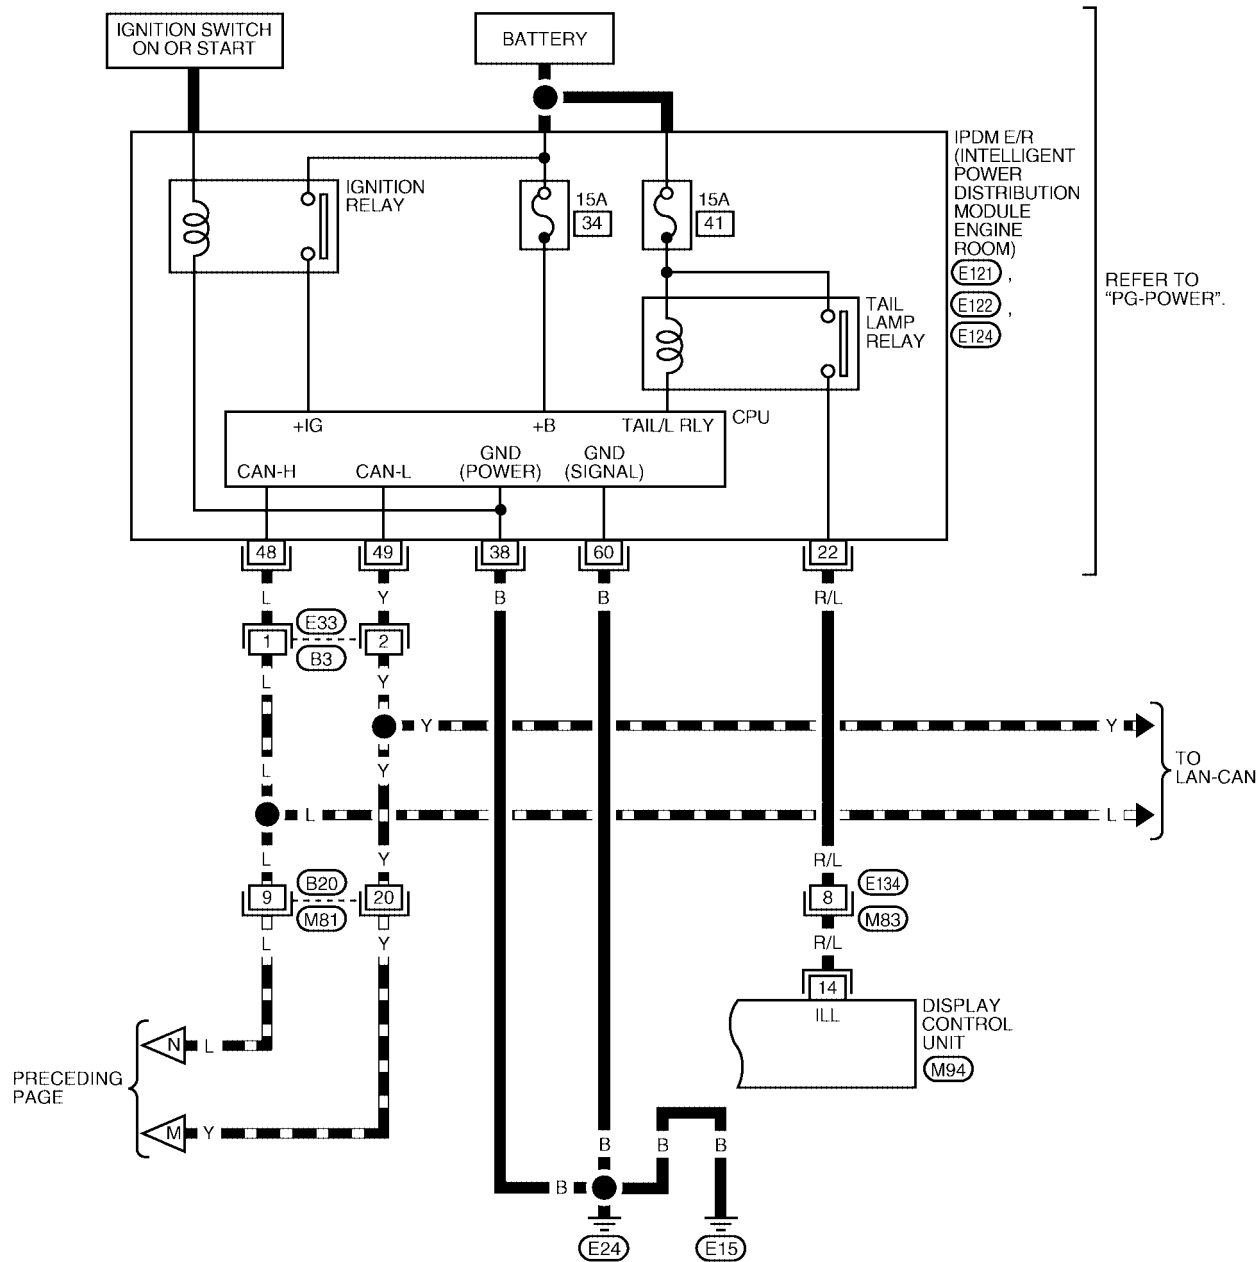 IGNITION SWITCH
ON OR START
BATTERY
IPDM E/R
(INTELLIGENT
POWER
DISTRIBUTION
MODULE
ENGINE
ROOM)
E121 ,
E122 ,
E124
REFER TO
"PG-POWER".
IGNITION
RELAY
15A
34
15A
41
TAIL
LAMP
RELAY
CPU
+IG
+B
TAIL/L RLY
CAN-H
CAN-L
GND
(POWER)
GND
(SIGNAL)
48
49
38
60
22
L
Y
B
B
R/L
1
E33
B3
2
L
Y
Y
Y
L
Y
L
L
TO
LAN-CAN
L
Y
R/L
9
B20
M81
20
8
E134
M83
L
Y
R/L
14
ILL
DISPLAY
CONTROL
UNIT
M94
PRECEDING
PAGE
N
L
M
Y
B
B
B
B
E24
E15